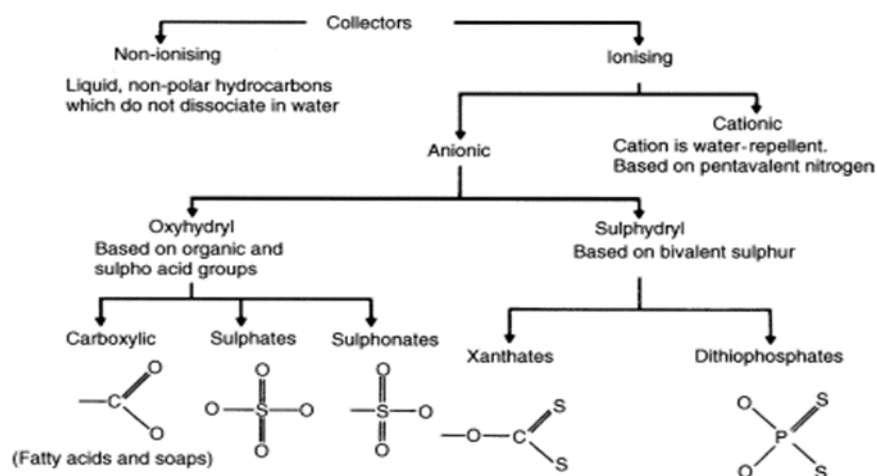 Collectors
Non-ionising
Liquid, non-polar hydrocarbons
which do not dissociate in water
Ionising
Anionic
Cationic
Cation is water-repellent.
Based on pentavalent nitrogen
Oxyhydryl
Based on organic and
sulpho acid groups
Sulphydryl
Based on bivalent sulphur
Carboxylic
Sulphates
Sulphonates
Xanthates
Dithiophosphates
O
C
O
(Fatty acids and soaps)
O
O S O
O
O
S O
O
S
O C
S
O S
P
O S